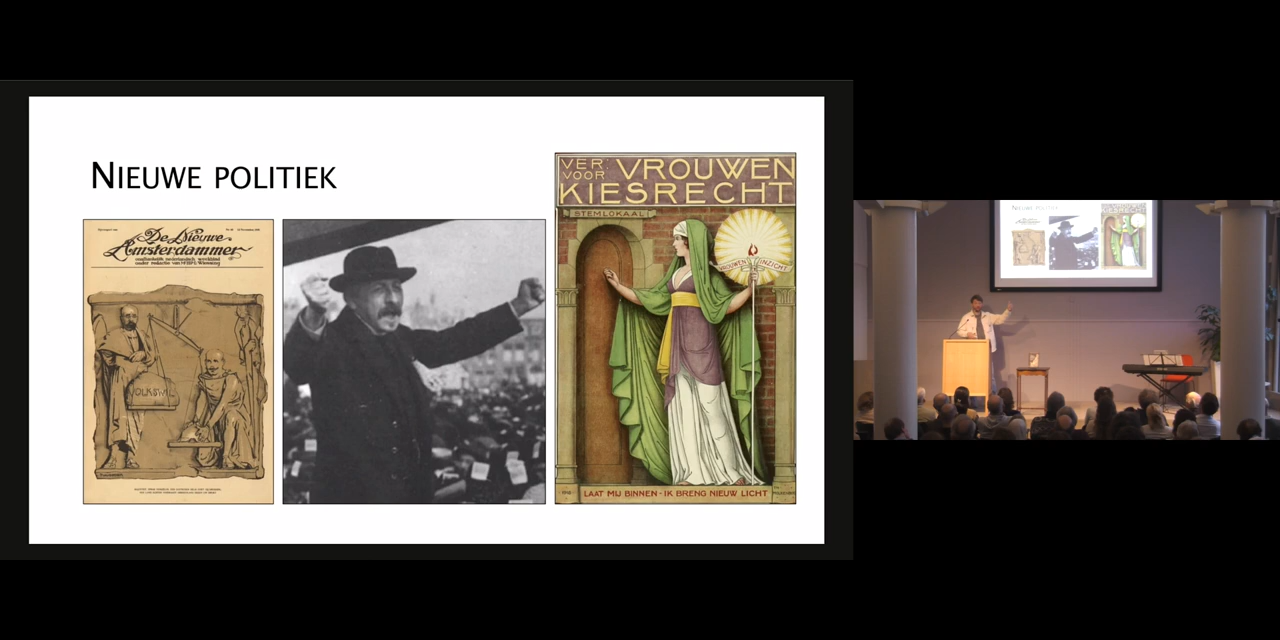 NIEUWE POLITIEK
De Nieuwe
Amsterdammer
VOLKSWIL
VER: VOOR VROUWEN
KIESRECHT
STEMLOKAAL
VROUWEN INZICHT
LAAT MIJ BINNEN - IK BRENG NIEUW LICHT